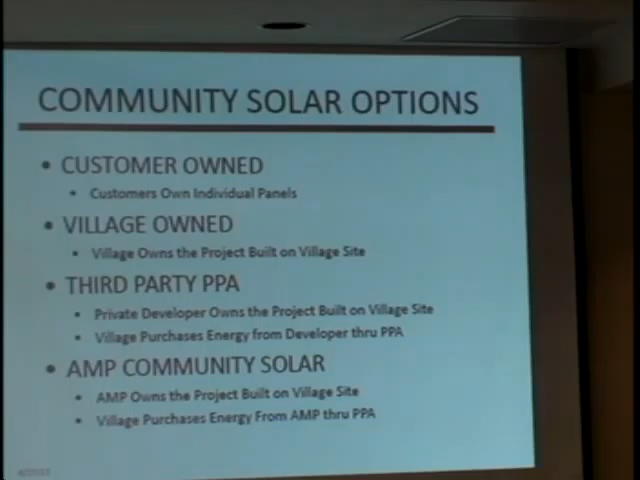 COMMUNITY SOLAR OPTIONS
• CUSTOMER OWNED
• Customers Own Individual Panels
• VILLAGE OWNED
• Village Owns the Project Built on Village Site
• THIRD PARTY PPA
• Private Developer Owns the Project Built on Village Site
• Village Purchases Energy from Developer thru PPA
• AMP COMMUNITY SOLAR
• AMP Owns the Project Built on Village Site
• Village Purchases Energy From AMP thru PPA